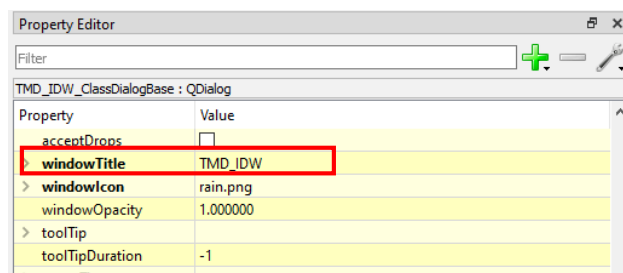 Property Editor
Filter
TMD_IDW_ClassDialogBase : QDialog
Property Value
acceptDrops
windowTitle TMD_IDW
windowIcon rain.png
windowOpacity 1.000000
toolTip
toolTipDuration -1